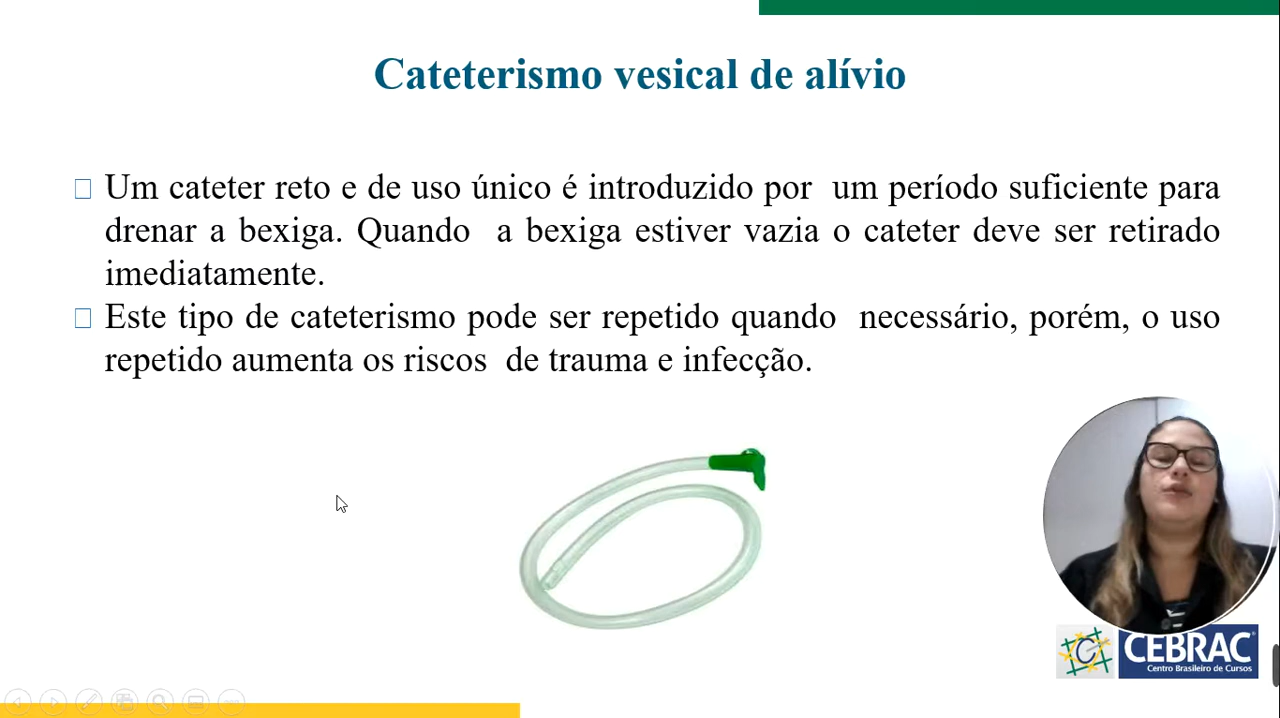 Cateterismo vesical de alívio
Um cateter reto e de uso único é introduzido por um período suficiente para
drenar a bexiga. Quando a bexiga estiver vazia o cateter deve ser retirado
imediatamente.
Este tipo de cateterismo pode ser repetido quando necessário, porém, o uso
repetido aumenta os riscos de trauma e infecção.
CEBRAC
Centro Brasileiro de Cursos